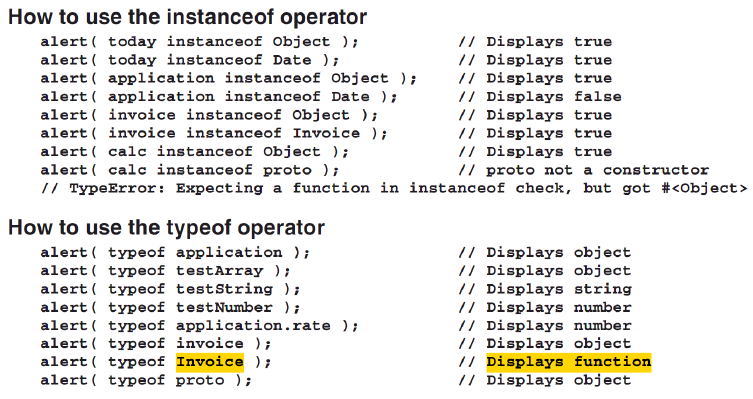 How to use the instanceof operator
alert( today instanceof Object ); // Displays true
alert( today instanceof Date ); // Displays true
alert( application instanceof Object ); // Displays true
alert( application instanceof Date ); // Displays false
alert( invoice instanceof Object ); // Displays true
alert( invoice instanceof Invoice ); // Displays true
alert( calc instanceof Object ); // Displays true
alert( calc instanceof proto ); // proto not a constructor
// TypeError: Expecting a function in instanceof check, but got #<Object>
How to use the typeof operator
alert( typeof application ); // Displays object
alert( typeof testArray ); // Displays object
alert( typeof testString ); // Displays string
alert( typeof testNumber ); // Displays number
alert( typeof application.rate ); // Displays number
alert( typeof invoice ); // Displays object
alert( typeof Invoice ); // Displays function
alert( typeof proto ); // Displays object